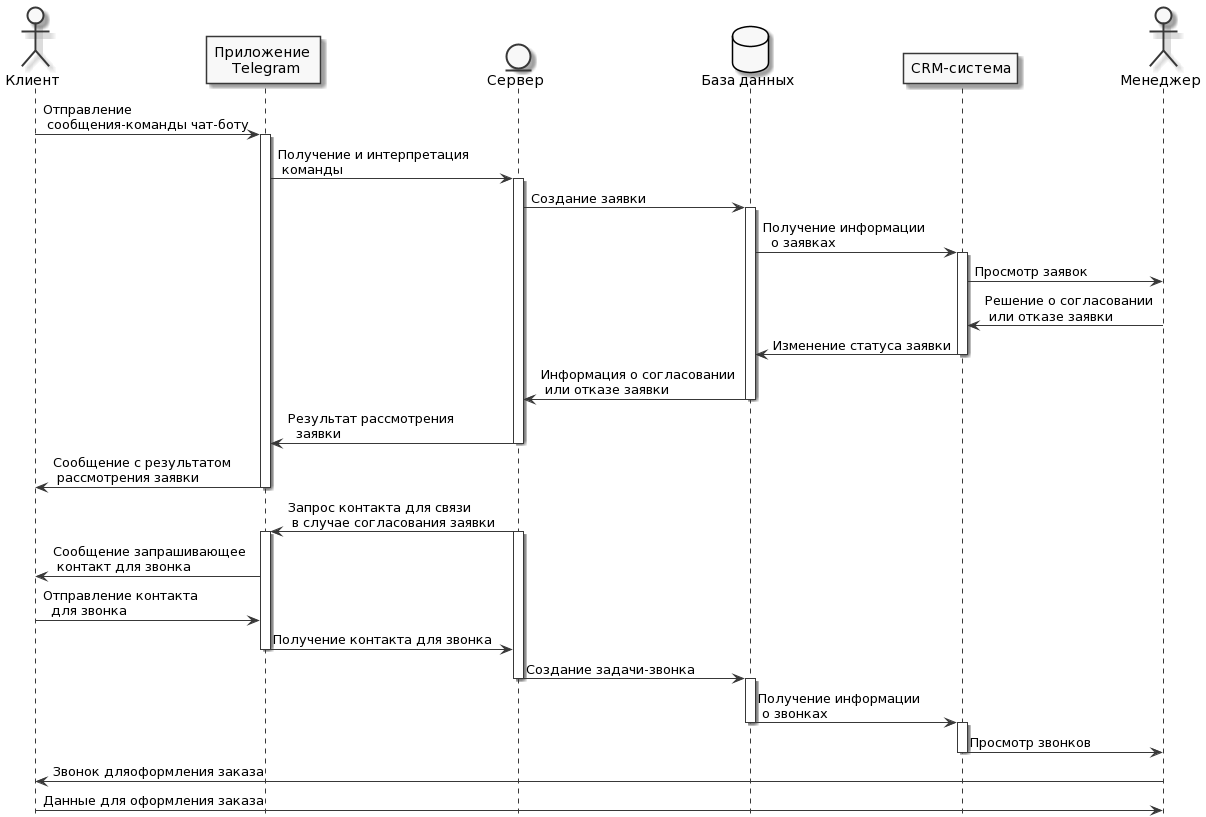 Клиент
Приложение
Telegram
Сервер
База данных
CRM-система
Менеджер
Отправление
сообщения-команды чат-боту
Получение и интерпретация
команды
Создание заявки
Получение информации
о заявках
Просмотр заявок
Решение о согласовании
или отказе заявки
Изменение статуса заявки
Информация о согласовании
или отказе заявки
Результат рассмотрения
заявки
Сообщение с результатом
рассмотрения заявки
Запрос контакта для связи
в случае согласования заявки
Сообщение запрашивающее
контакт для звонка
Отправление контакта
для звонка
Получение контакта для звонка
Создание задачи-звонка
Получение информации
о звонках
Просмотр звонков
Звонок дляоформления заказа
Данные для оформления заказа